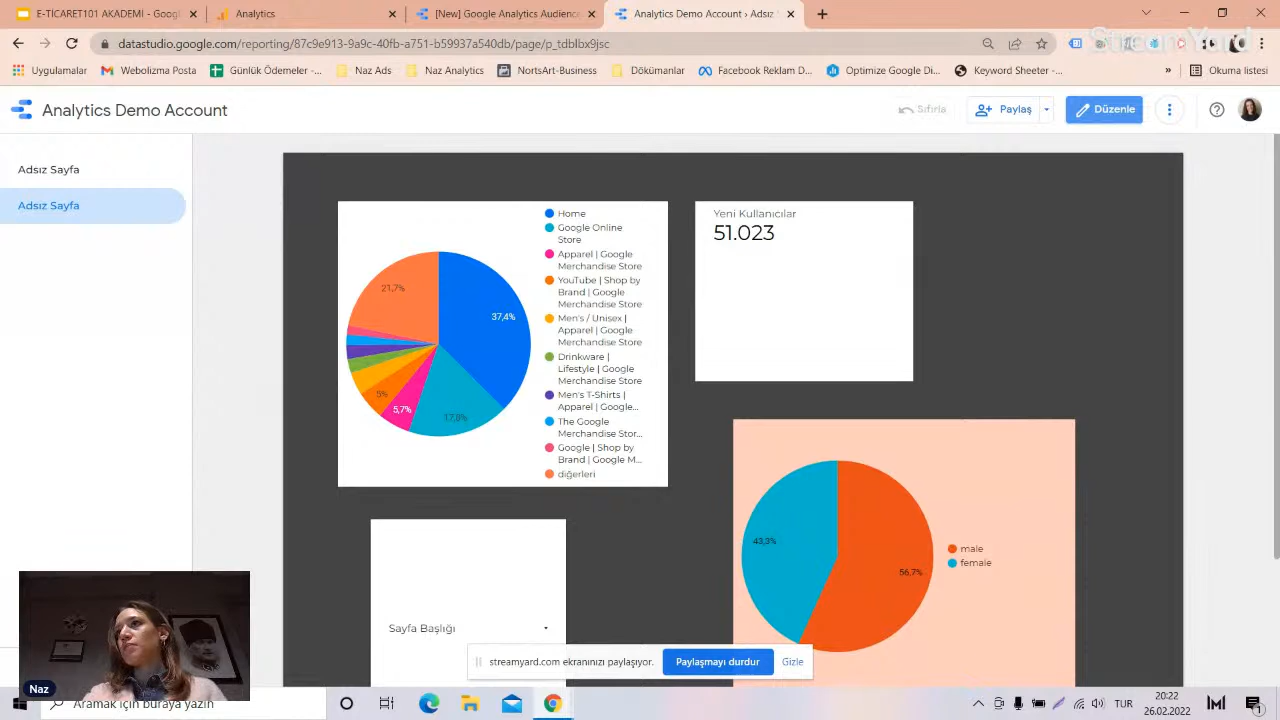 E-TİCARET101 AKADEMİ - Googl
Analytics
[New] Google Analytics Audience
Analytics Demo Account › Adsız
datastudio.google.com/reporting/87c9e913-9a9c-40fb-a751-b59937a540db/page/p_tdblbx9jsc
StreamYard
Uygulamalar
Webolizma Posta
Günlük Ödemeler -...
Naz Ads
Naz Analytics
NortsArt-Business
Dökümanlar
Facebook Reklam D...
Optimize Google Di...
Keyword Sheeter -...
»
Okuma listesi
Analytics Demo Account
Sıfırla
Paylaş
Düzenle
Adsız Sayfa
Adsız Sayfa
21,7%
37,4%
5%
5,7%
Home
Google Online
Store
Apparel | Google
Merchandise Store
YouTube | Shop by
Brand | Google
Merchandise Store
Men's / Unisex |
Apparel | Google
Merchandise Store
Drinkware |
Lifestyle | Google
Merchandise Store
Men's T-Shirts |
Apparel | Google...
The Google
Merchandise Stor...
Google | Shop by
Brand | Google M...
diğerleri
Yeni Kullanıcılar
51.023
43,3%
56,7%
male
female
Sayfa Başlığı
streamyard.com ekranınızı paylaşıyor.
Paylaşmayı durdur
Gizle
Naz
Aramak için buraya yazın
TUR
20:22
26.02.2022
1